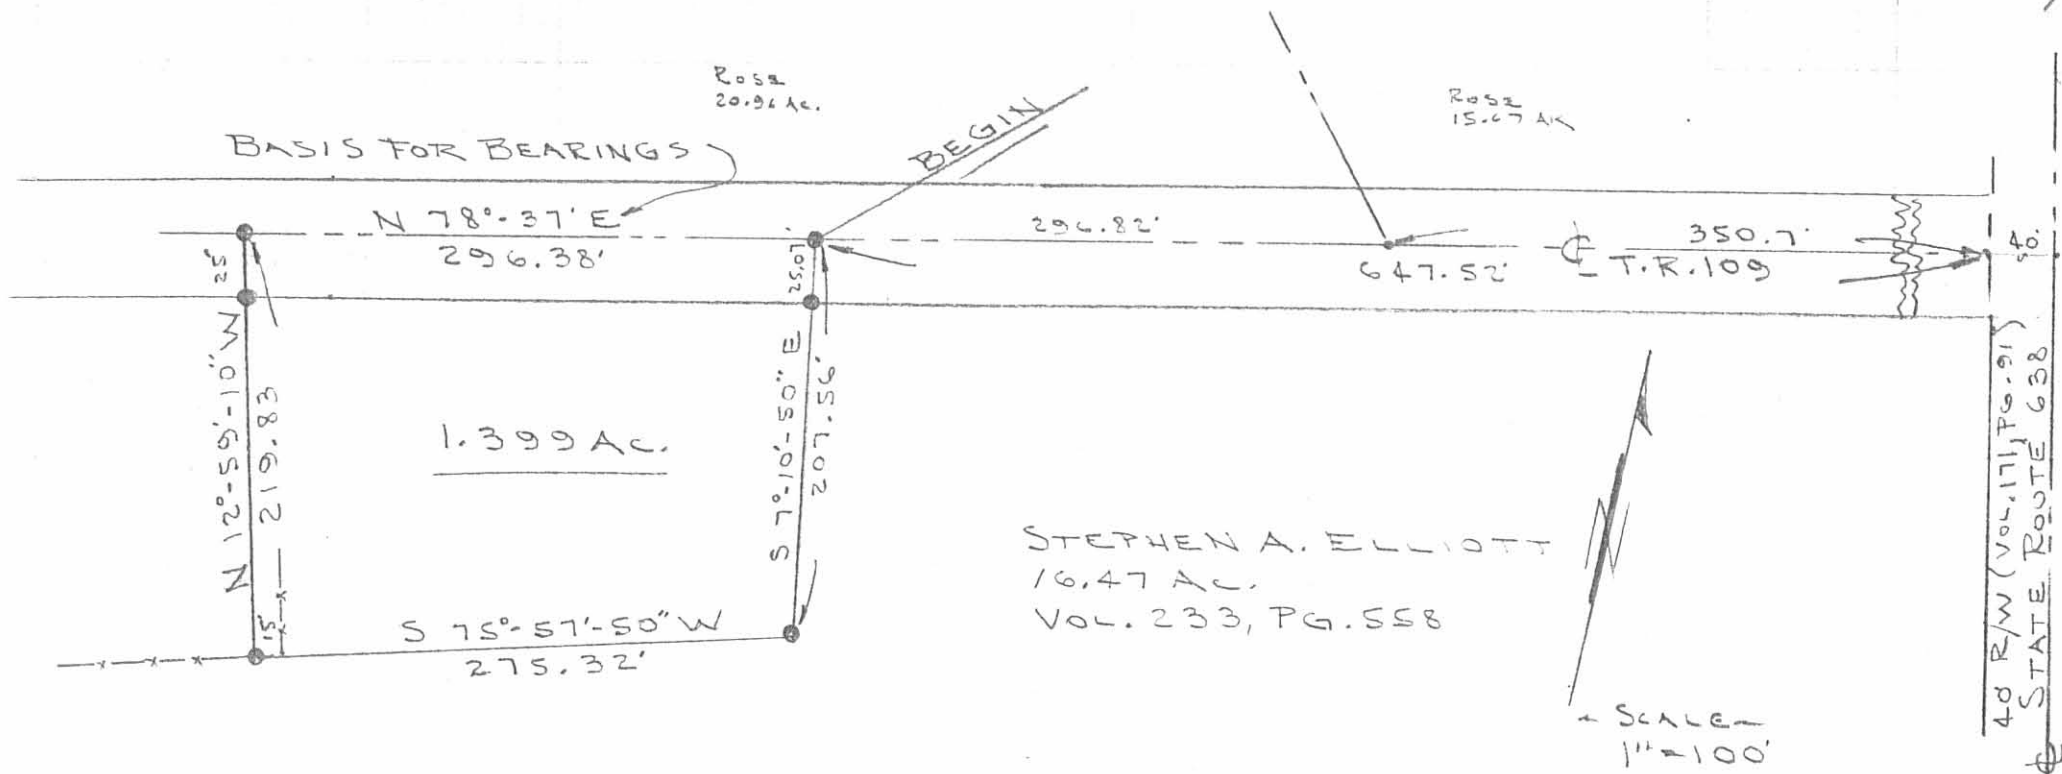 Rose
20.96 Ac.
Rose
15.67 Ac
BASIS FOR BEARINGS
BEGIN
N 78°-37' E
296.38'
296.82'
647.52'
350.7'
℄ T.R. 109
40'
25'
25.07'
N 12°-59'-10" W
219.83
1.399 Ac.
S 7°-10'-50" E
207.56'
15'
S 75°-57'-50" W
275.32'
STEPHEN A. ELLIOTT
16.47 Ac.
VOL. 233, PG. 558
N
40' R/W (VOL. 171, PG. 91)
STATE ROUTE 638
℄
SCALE
1" = 100'